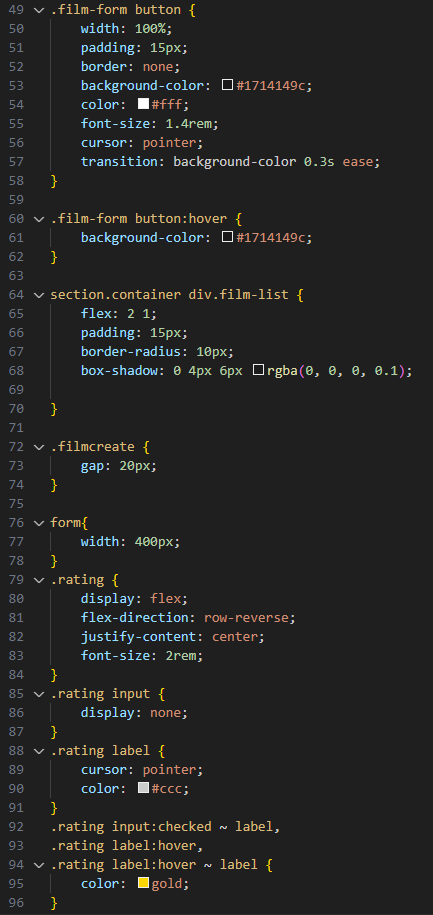 49 .film-form button {
50 width: 100%;
51 padding: 15px;
52 border: none;
53 background-color: #1714149c;
54 color: #fff;
55 font-size: 1.4rem;
56 cursor: pointer;
57 transition: background-color 0.3s ease;
58 }
59
60 .film-form button:hover {
61 background-color: #1714149c;
62 }
63
64 section.container div.film-list {
65 flex: 2 1;
66 padding: 15px;
67 border-radius: 10px;
68 box-shadow: 0 4px 6px rgba(0, 0, 0, 0.1);
69
70 }
71
72 .filmcreate {
73 gap: 20px;
74 }
75
76 form{
77 width: 400px;
78 }
79 .rating {
80 display: flex;
81 flex-direction: row-reverse;
82 justify-content: center;
83 font-size: 2rem;
84 }
85 .rating input {
86 display: none;
87 }
88 .rating label {
89 cursor: pointer;
90 color: #ccc;
91 }
92 .rating input:checked ~ label,
93 .rating label:hover,
94 .rating label:hover ~ label {
95 color: gold;
96 }